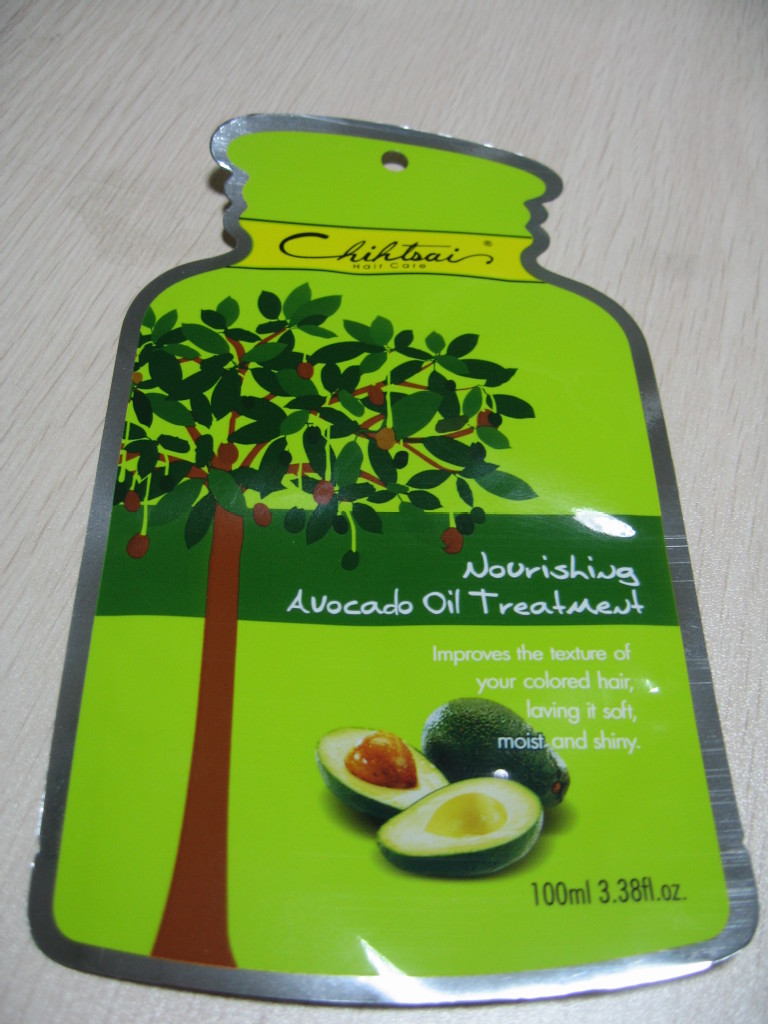 Chihtsai ®
Hair Care
Nourishing
Avocado Oil Treatment
Improves the texture of
your colored hair,
laving it soft,
moist and shiny.
100ml 3.38fl.oz.